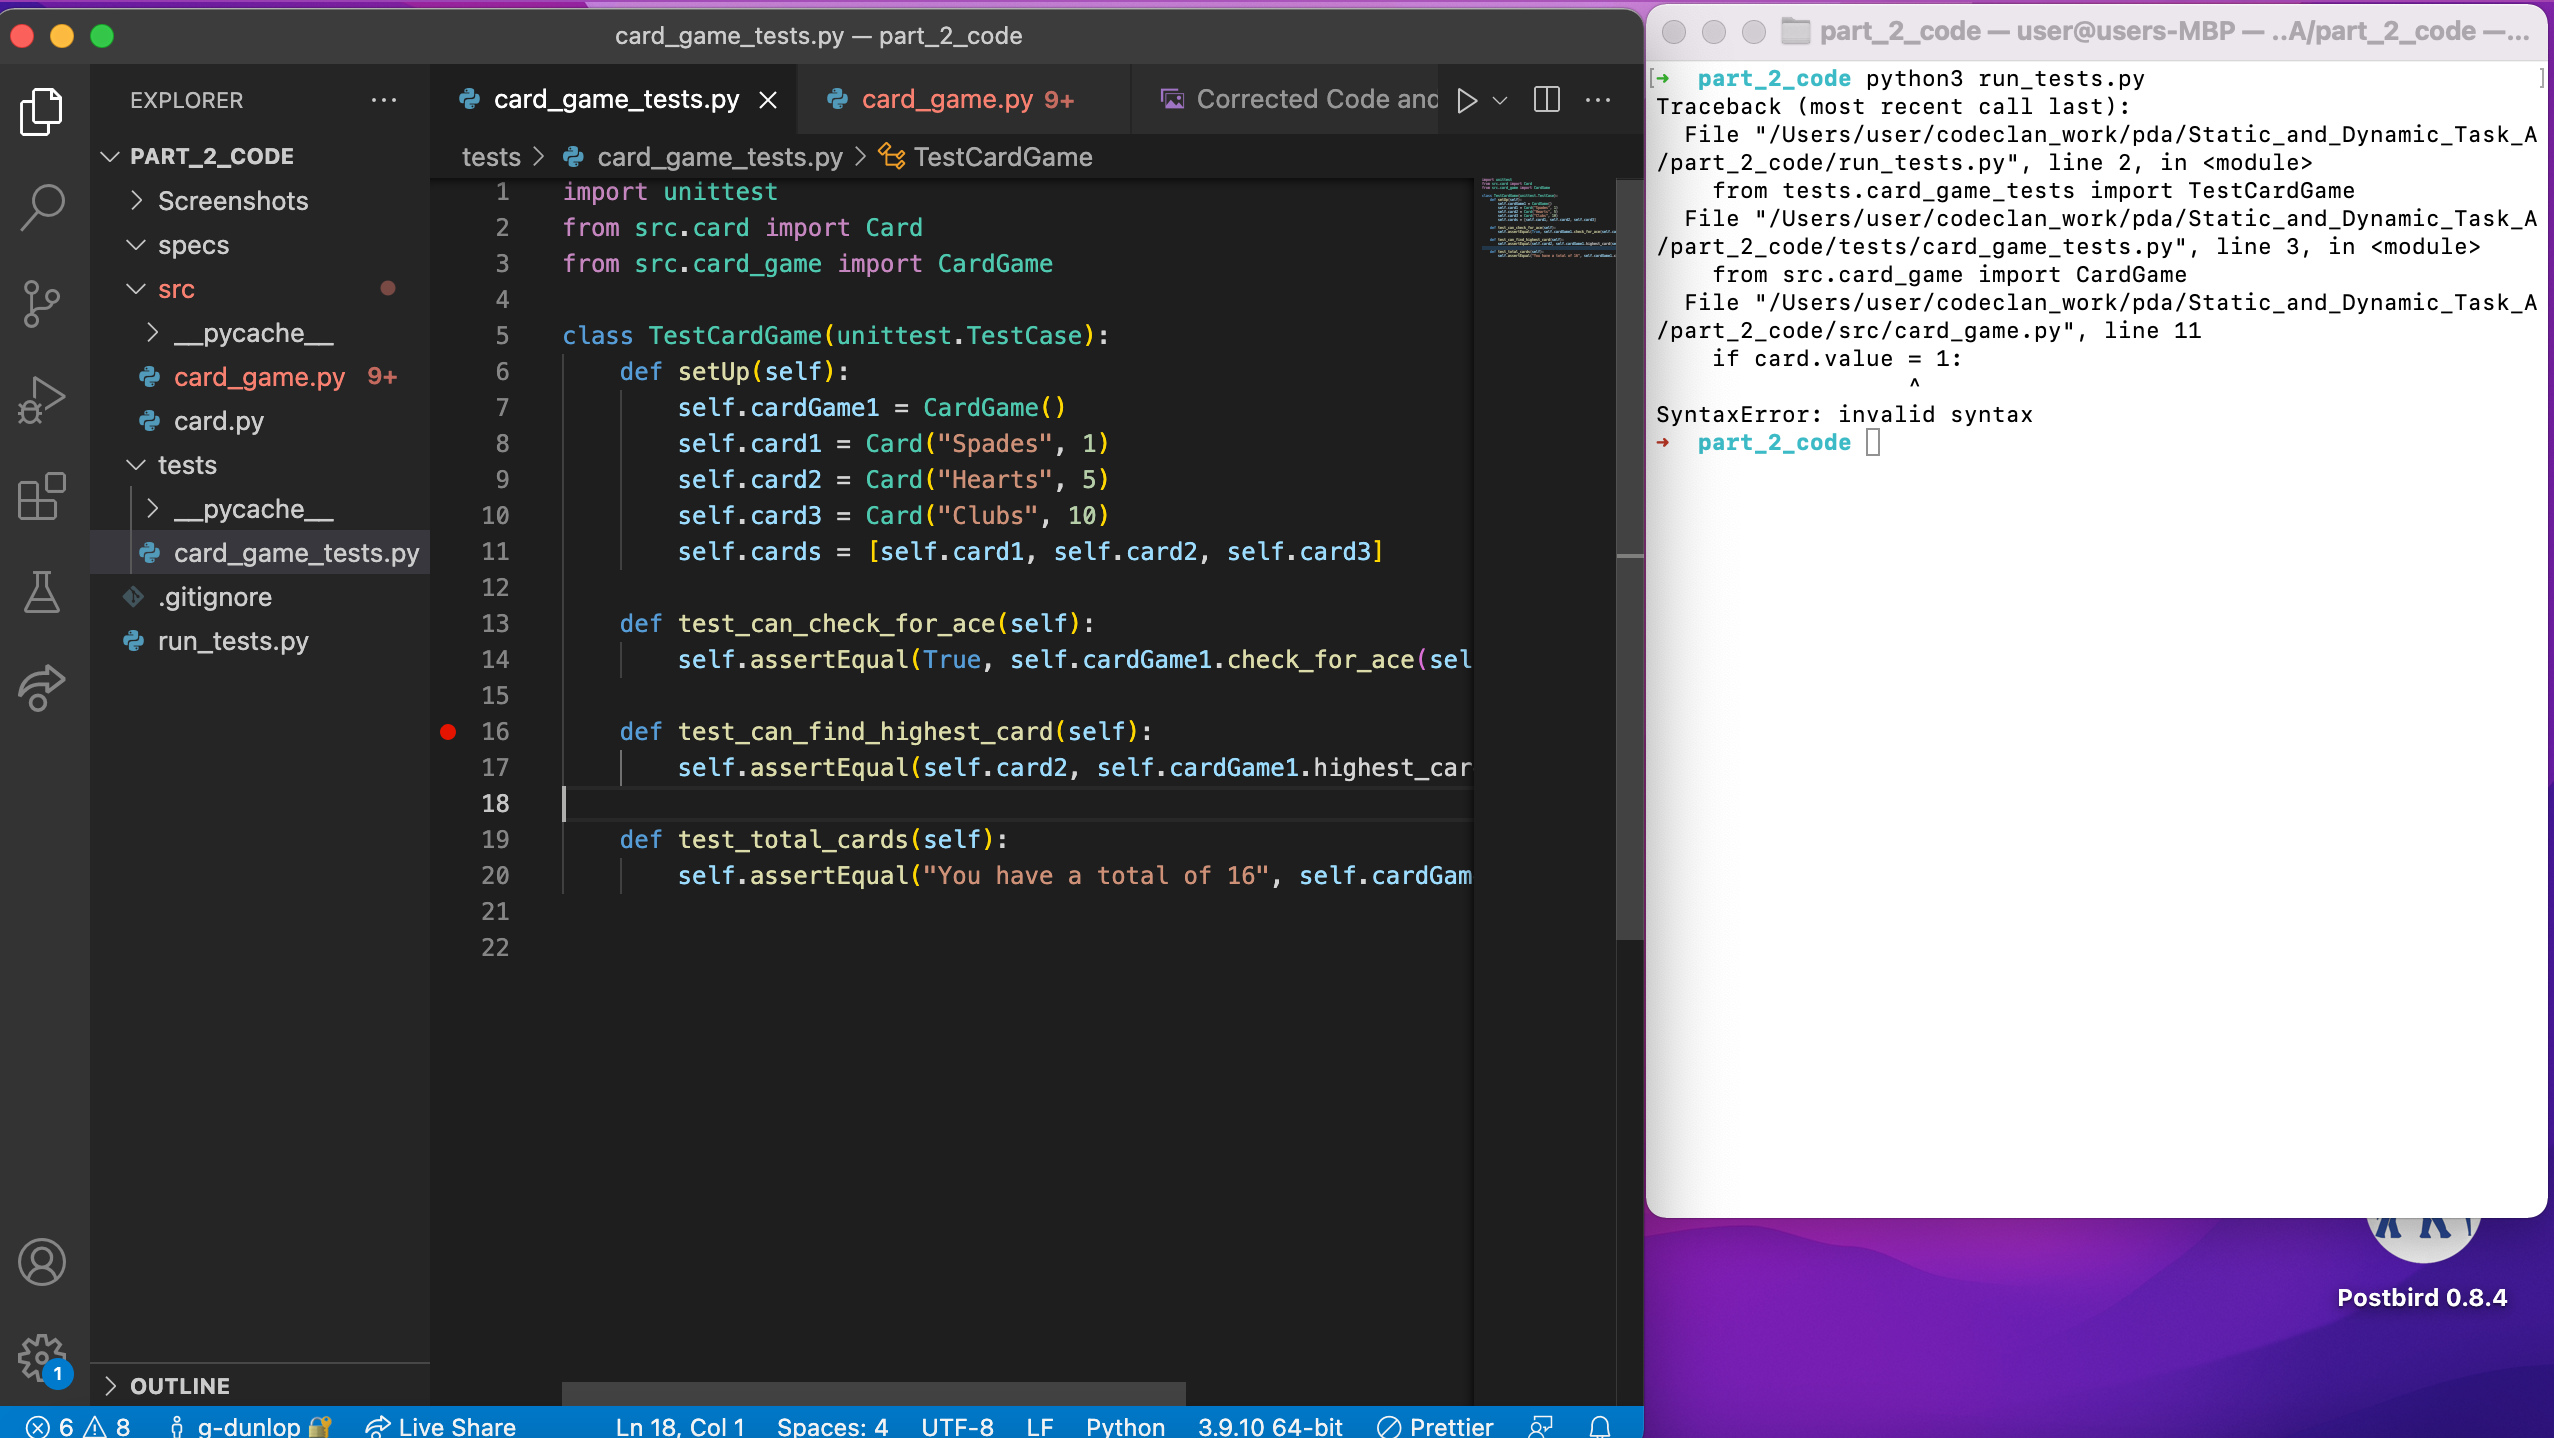 card_game_tests.py — part_2_code
EXPLORER
PART_2_CODE
Screenshots
specs
src
__pycache__
card_game.py 9+
card.py
tests
__pycache__
card_game_tests.py
.gitignore
run_tests.py
OUTLINE
card_game_tests.py
card_game.py 9+
Corrected Code and
tests > card_game_tests.py > TestCardGame
1 import unittest
2 from src.card import Card
3 from src.card_game import CardGame
4
5 class TestCardGame(unittest.TestCase):
6 def setUp(self):
7 self.cardGame1 = CardGame()
8 self.card1 = Card("Spades", 1)
9 self.card2 = Card("Hearts", 5)
10 self.card3 = Card("Clubs", 10)
11 self.cards = [self.card1, self.card2, self.card3]
12
13 def test_can_check_for_ace(self):
14 self.assertEqual(True, self.cardGame1.check_for_ace(sel
15
16 def test_can_find_highest_card(self):
17 self.assertEqual(self.card2, self.cardGame1.highest_car
18
19 def test_total_cards(self):
20 self.assertEqual("You have a total of 16", self.cardGam
21
22
1
6 8 g-dunlop Live Share Ln 18, Col 1 Spaces: 4 UTF-8 LF Python 3.9.10 64-bit Prettier
part_2_code — user@users-MBP — ..A/part_2_code —...
[→ part_2_code python3 run_tests.py ]
Traceback (most recent call last):
File "/Users/user/codeclan_work/pda/Static_and_Dynamic_Task_A
/part_2_code/run_tests.py", line 2, in <module>
from tests.card_game_tests import TestCardGame
File "/Users/user/codeclan_work/pda/Static_and_Dynamic_Task_A
/part_2_code/tests/card_game_tests.py", line 3, in <module>
from src.card_game import CardGame
File "/Users/user/codeclan_work/pda/Static_and_Dynamic_Task_A
/part_2_code/src/card_game.py", line 11
if card.value = 1:
^
SyntaxError: invalid syntax
→ part_2_code
Postbird 0.8.4